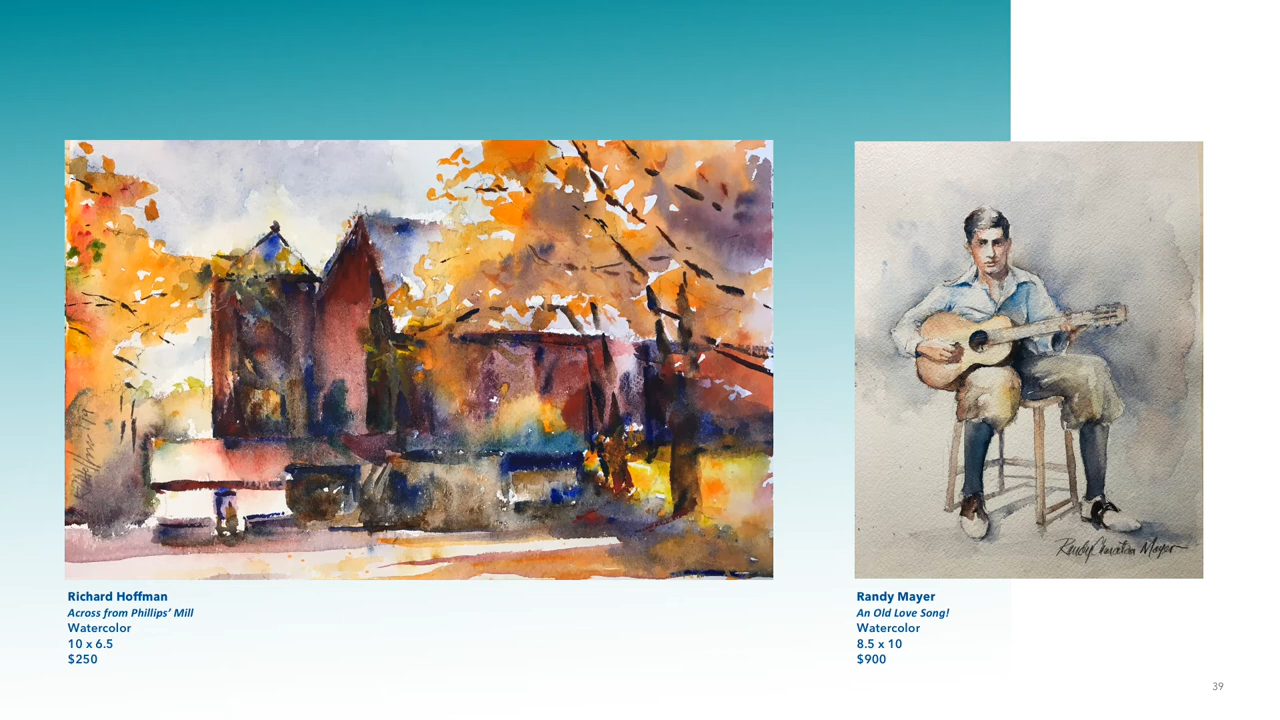 Richard Hoffman
Across from Phillips’ Mill
Watercolor
10 x 6.5
$250
Randy Mayer
An Old Love Song!
Watercolor
8.5 x 10
$900
39